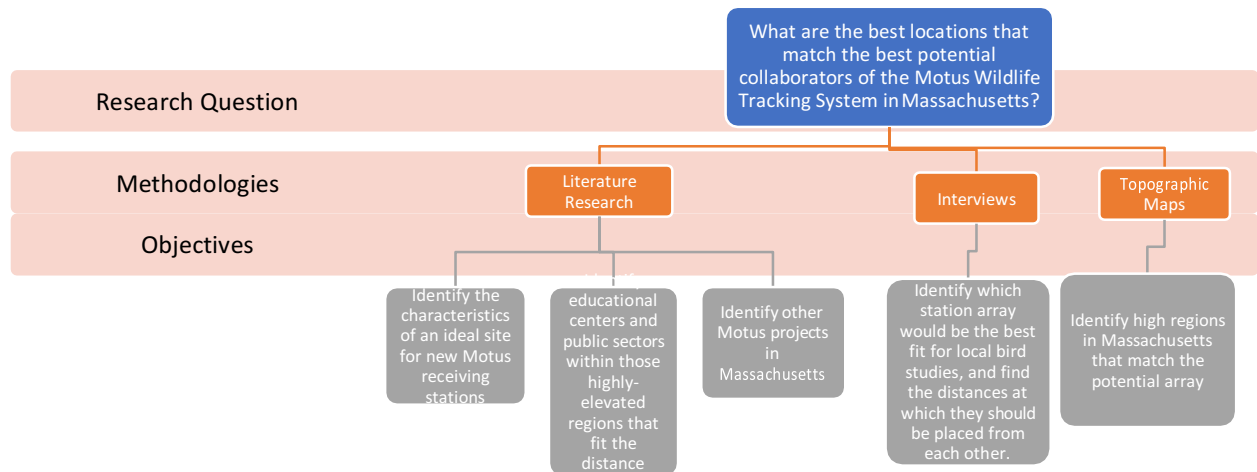 What are the best locations that
match the best potential
collaborators of the Motus Wildlife
Tracking System in Massachusetts?
Research Question
Methodologies
Literature
Research
Interviews
Topographic
Maps
Objectives
Identify the
characteristics
of an ideal site
for new Motus
receiving
stations
educational
centers and
public sectors
within those
highly-
elevated
regions that
fit the
distance
Identify other
Motus projects
in
Massachusetts
Identify which
station array
would be the best
fit for local bird
studies, and find
the distances at
which they should
be placed from
each other.
Identify high regions
in Massachusetts
that match the
potential array